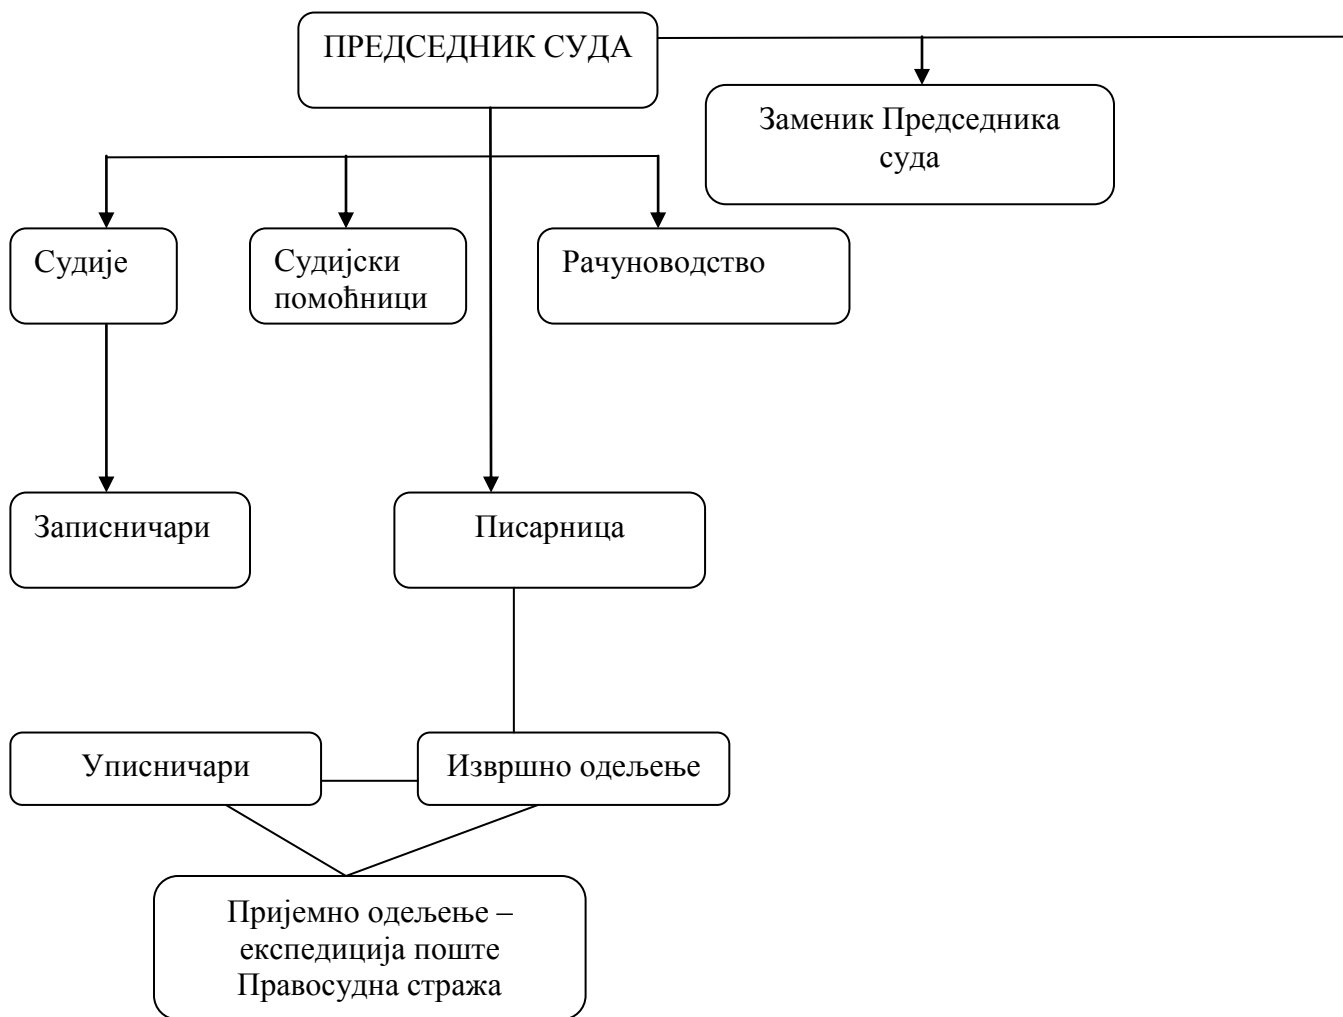 ПРЕДСЕДНИК СУДА
Заменик Председника
суда
Судије
Судијски
помоћници
Рачуноводство
Записничари
Писарница
Уписничари
Извршно одељење
Пријемно одељење –
експедиција поште
Правосудна стража